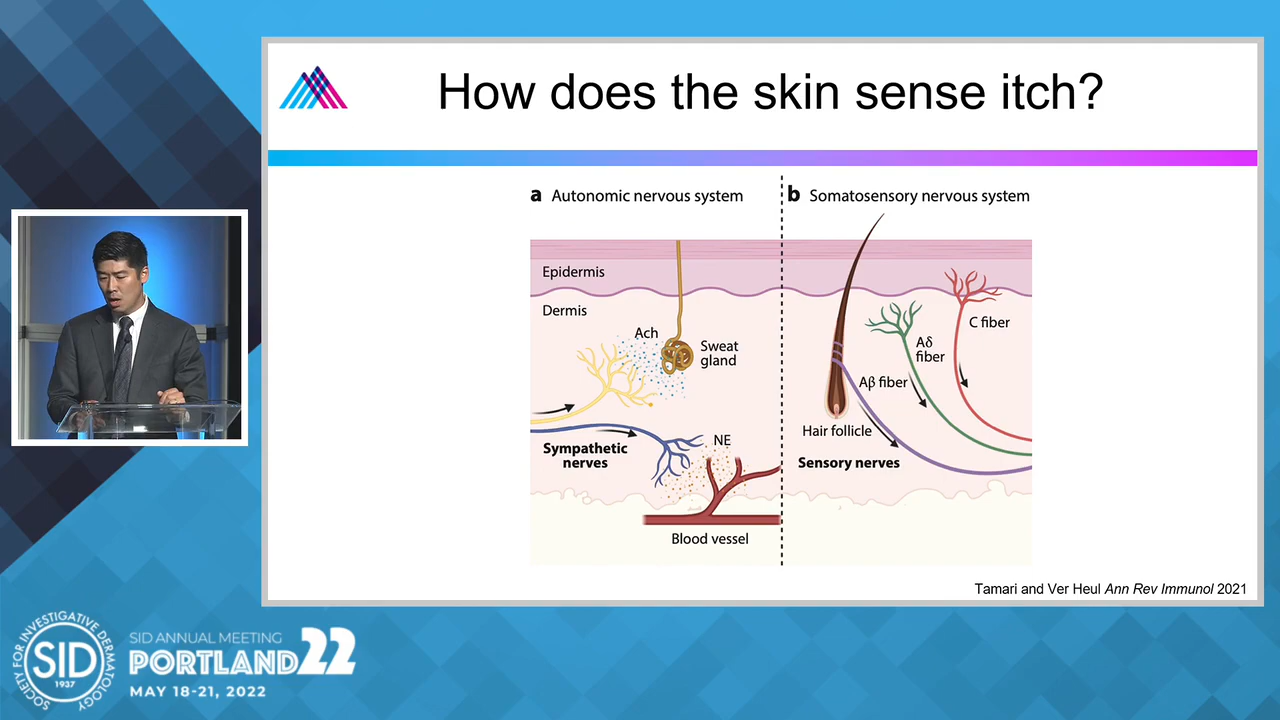 How does the skin sense itch?
a Autonomic nervous system
b Somatosensory nervous system
Epidermis
Dermis
Ach
Sweat
gland
Sympathetic
nerves
NE
Blood vessel
C fiber
Aδ
fiber
Aβ fiber
Hair follicle
Sensory nerves
Tamari and Ver Heul Ann Rev Immunol 2021
SOCIETY FOR INVESTIGATIVE DERMATOLOGY
SID
1937
SID ANNUAL MEETING
PORTLAND22
MAY 18-21, 2022